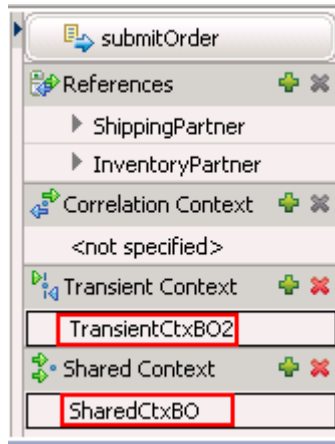 submitOrder
References
ShippingPartner
InventoryPartner
Correlation Context
<not specified>
Transient Context
TransientCtxBO2
Shared Context
SharedCtxBO